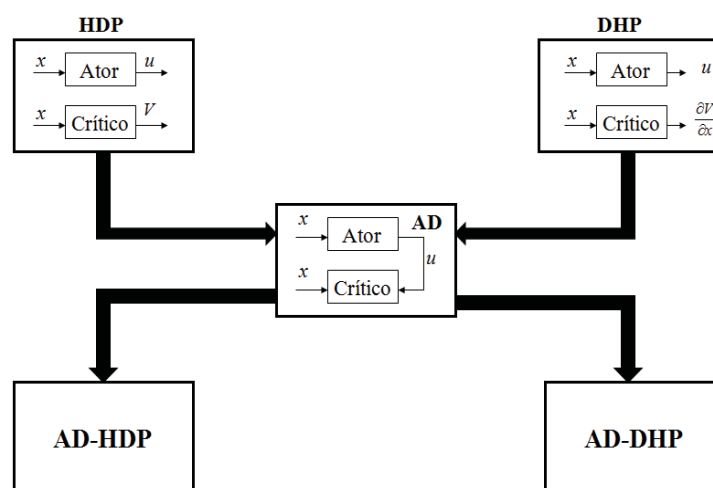 HDP
x Ator u
x Crítico V
DHP
x Ator u
x Crítico ∂V/∂x
AD
x Ator
u
x Crítico
AD-HDP
AD-DHP